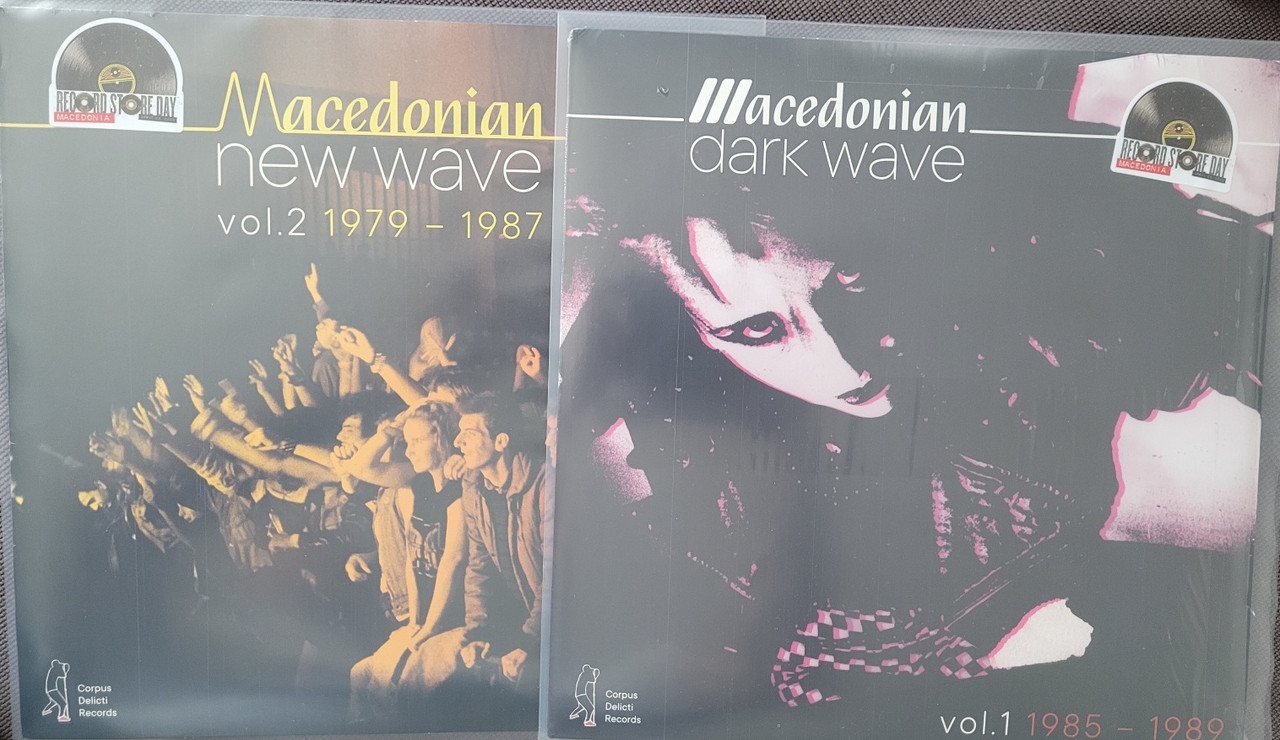 RECORD STORE DAY
MACEDONIA
Macedonian
new wave
vol.2 1979 – 1987
Corpus
Delicti
Records
Macedonian
dark wave
RECORD STORE DAY
MACEDONIA
Corpus
Delicti
Records
vol.1 1985 – 1989